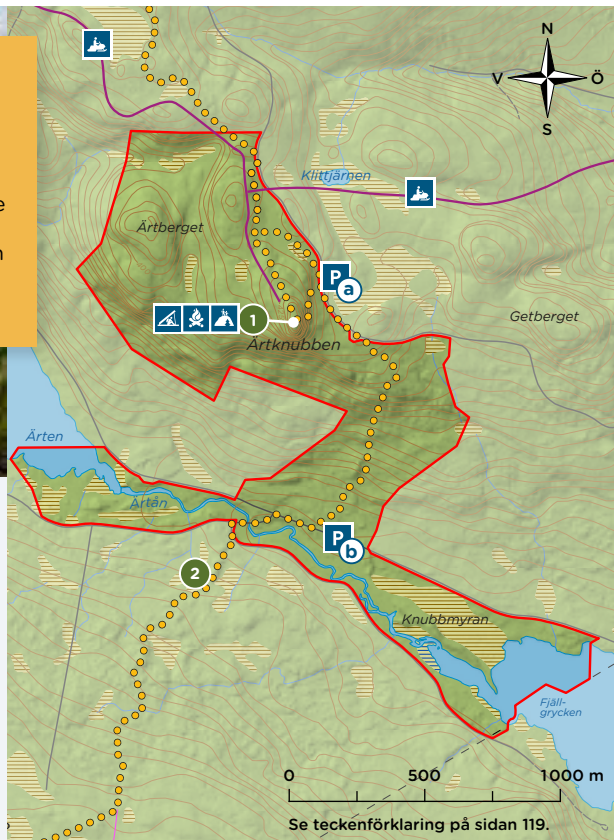 N
V Ö
S
e
n
Klittjärnen
Ärtberget
P
a
1
Ärtknubben
Getberget
Ärten
Ärtån
P
b
2
Knubbmyran
Fjäll-
grycken
0 500 1000 m
Se teckenförklaring på sidan 119.